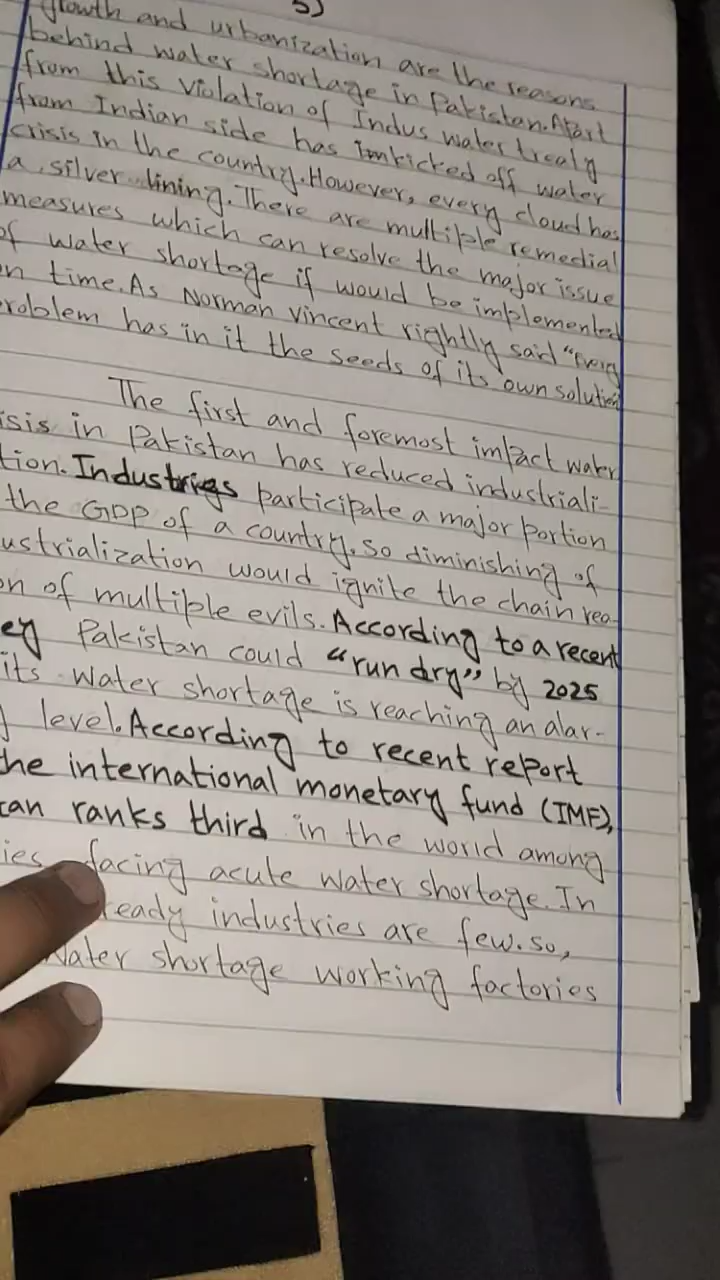 5)
growth and urbanization are the reasons
behind water shortage in Pakistan. Apart
from this violation of Indus water treaty
from Indian side has kicked off water
crisis in the country. However, every cloud has
a silver lining. There are multiple remedial
measures which can resolve the major issue
of water shortage if would be implemented
n time. As Norman vincent rightly said "Every
roblem has in it the seeds of its own solution
The first and foremost impact water
isis in Pakistan has reduced industriali-
tion. Industries participate a major portion
the GDP of a country. So diminishing of
ustrialization would ignite the chain rea-
on of multiple evils. According to a recent
ey Pakistan could "run dry" by 2025
its water shortage is reaching an alar-
g level. According to recent report
he international monetary fund (IMF),
tan ranks third in the world among
ies facing acute water shortage. In
ready industries are few. so,
water shortage working factories